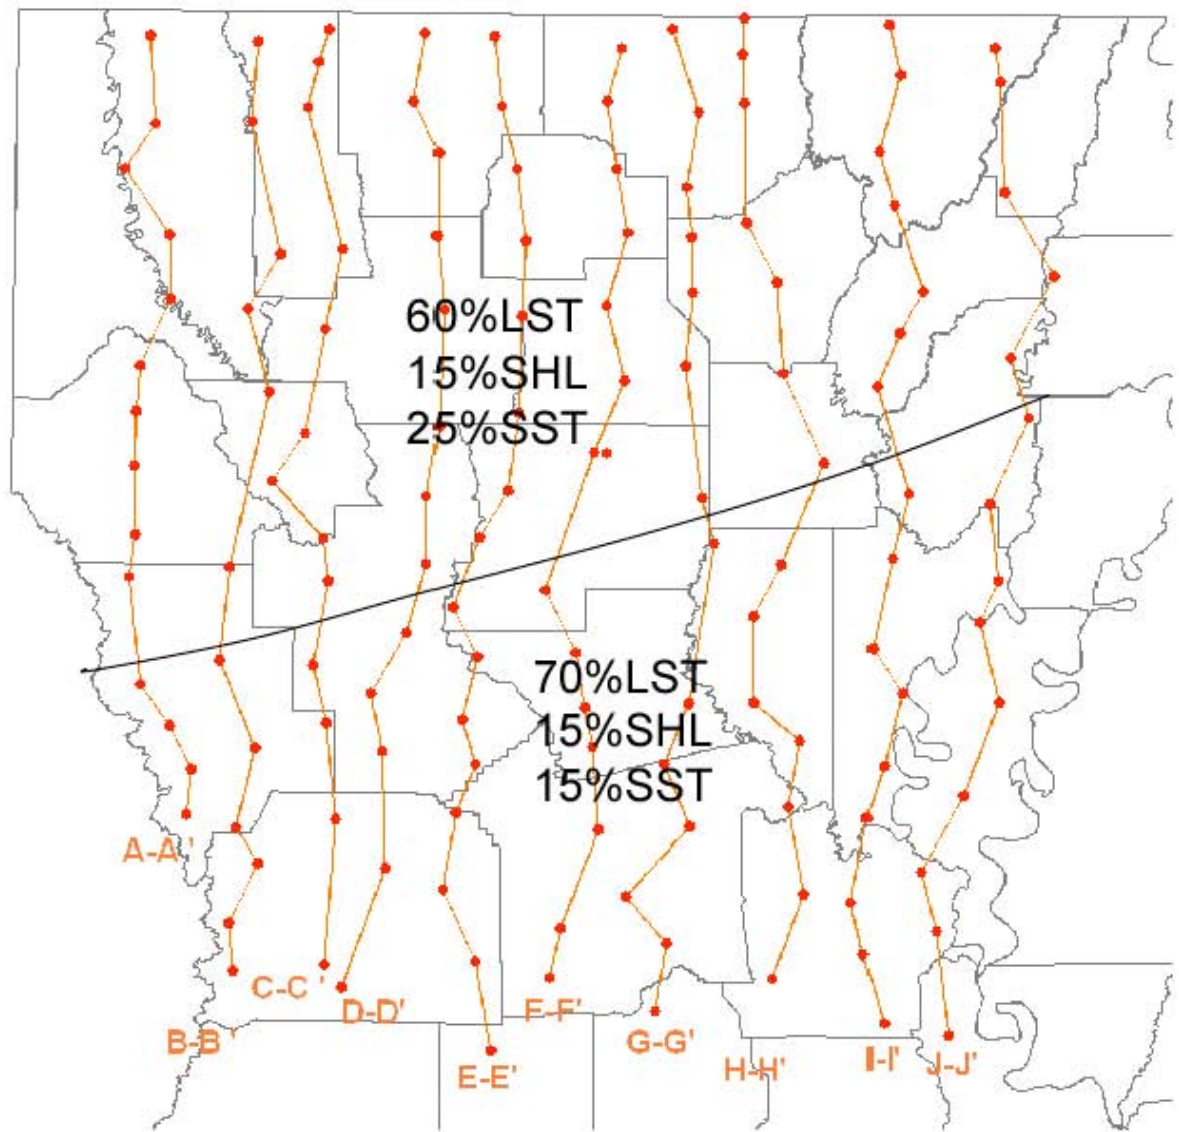 60%LST
15%SHL
25%SST
70%LST
15%SHL
15%SST
A-A'
B-B'
C-C'
D-D'
E-E'
F-F'
G-G'
H-H'
I-I'
J-J'